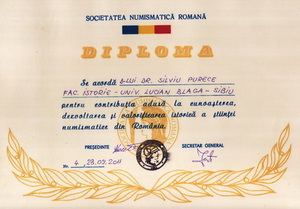 SOCIETATEA NUMISMATICĂ ROMÂNĂ
DIPLOMA
Se acordă D-LUI DR. SILVIU PURECE
FAC. ISTORIE - UNIV. LUCIAN BLAGA - SIBIU
pentru contribuția adusă la cunoașterea,
dezvoltarea și valorificarea istorică a științei
numismatice din România.
PREȘEDINTE
SECRETAR GENERAL
Nr. 4 / 28.03.2011